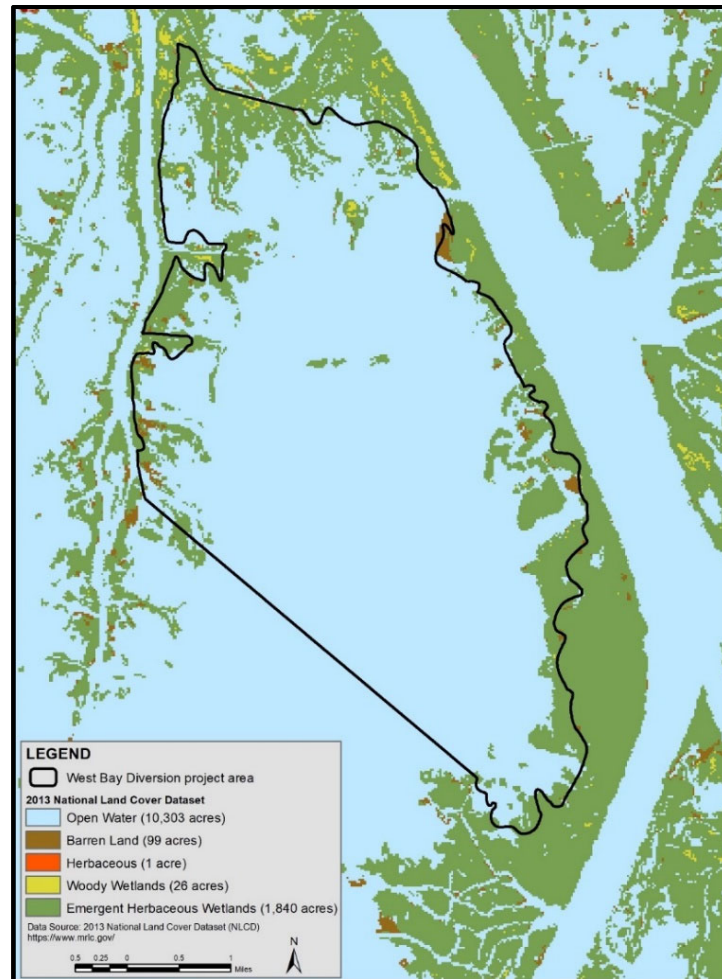 LEGEND
West Bay Diversion project area
2013 National Land Cover Dataset
Open Water (10,303 acres)
Barren Land (99 acres)
Herbaceous (1 acre)
Woody Wetlands (26 acres)
Emergent Herbaceous Wetlands (1,840 acres)
Data Source: 2013 National Land Cover Dataset (NLCD)
https://www.mrlc.gov/
N
0.5 0.25 0 0.5 1
Miles